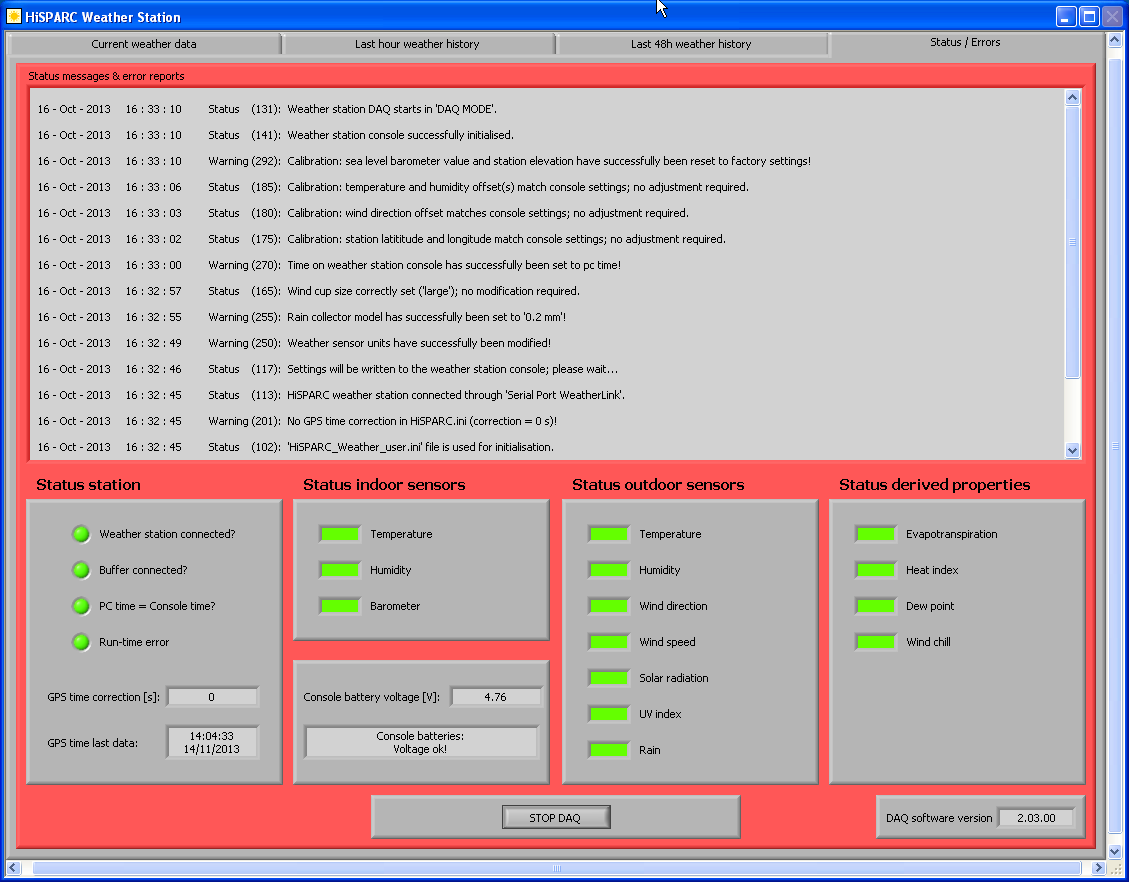 HiSPARC Weather Station
Current weather data
Last hour weather history
Last 48h weather history
Status / Errors
Status messages & error reports
16 - Oct - 2013 16 : 33 : 10 Status (131): Weather station DAQ starts in 'DAQ MODE'.
16 - Oct - 2013 16 : 33 : 10 Status (141): Weather station console successfully initialised.
16 - Oct - 2013 16 : 33 : 10 Warning (292): Calibration: sea level barometer value and station elevation have successfully been reset to factory settings!
16 - Oct - 2013 16 : 33 : 06 Status (185): Calibration: temperature and humidity offset(s) match console settings; no adjustment required.
16 - Oct - 2013 16 : 33 : 03 Status (180): Calibration: wind direction offset matches console settings; no adjustment required.
16 - Oct - 2013 16 : 33 : 02 Status (175): Calibration: station latititude and longitude match console settings; no adjustment required.
16 - Oct - 2013 16 : 33 : 00 Warning (270): Time on weather station console has successfully been set to pc time!
16 - Oct - 2013 16 : 32 : 57 Status (165): Wind cup size correctly set ('large'); no modification required.
16 - Oct - 2013 16 : 32 : 55 Warning (255): Rain collector model has successfully been set to '0.2 mm'!
16 - Oct - 2013 16 : 32 : 49 Warning (250): Weather sensor units have successfully been modified!
16 - Oct - 2013 16 : 32 : 46 Status (117): Settings will be written to the weather station console; please wait...
16 - Oct - 2013 16 : 32 : 45 Status (113): HiSPARC weather station connected through 'Serial Port WeatherLink'.
16 - Oct - 2013 16 : 32 : 45 Warning (201): No GPS time correction in HiSPARC.ini (correction = 0 s)!
16 - Oct - 2013 16 : 32 : 45 Status (102): 'HiSPARC_Weather_user.ini' file is used for initialisation.
Status station
Weather station connected?
Buffer connected?
PC time = Console time?
Run-time error
GPS time correction [s]: 0
GPS time last data: 14:04:33
14/11/2013
Status indoor sensors
Temperature
Humidity
Barometer
Console battery voltage [V]: 4.76
Console batteries:
Voltage ok!
Status outdoor sensors
Temperature
Humidity
Wind direction
Wind speed
Solar radiation
UV index
Rain
Status derived properties
Evapotranspiration
Heat index
Dew point
Wind chill
STOP DAQ
DAQ software version 2.03.00